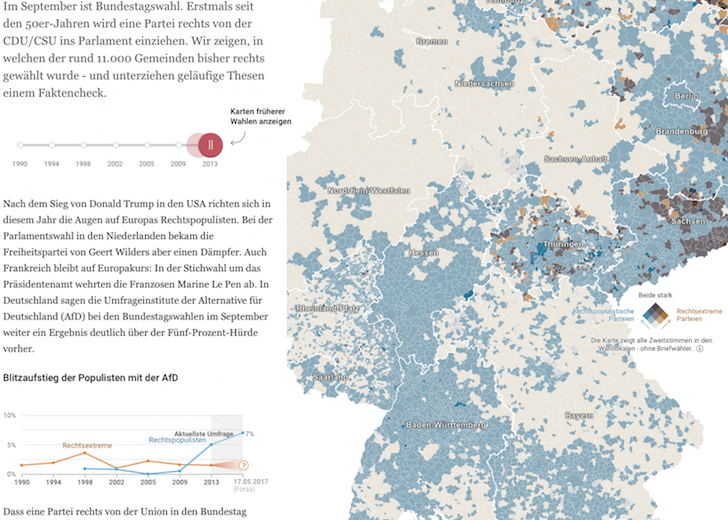 Im September ist Bundestagswahl. Erstmals seit
den 50er-Jahren wird eine Partei rechts von der
CDU/CSU ins Parlament einziehen. Wir zeigen, in
welchen der rund 11.000 Gemeinden bisher rechts
gewählt wurde - und unterziehen geläufige Thesen
einem Faktencheck.
Karten früherer
Wahlen anzeigen
1990 1994 1998 2002 2005 2009 2013
Nach dem Sieg von Donald Trump in den USA richten sich in
diesem Jahr die Augen auf Europas Rechtspopulisten. Bei der
Parlamentswahl in den Niederlanden bekam die
Freiheitspartei von Geert Wilders aber einen Dämpfer. Auch
Frankreich bleibt auf Europakurs: In der Stichwahl um das
Präsidentenamt wehrten die Franzosen Marine Le Pen ab. In
Deutschland sagen die Umfrageinstitute der Alternative für
Deutschland (AfD) bei den Bundestagswahlen im September
weiter ein Ergebnis deutlich über der Fünf-Prozent-Hürde
vorher.
Blitzaufstieg der Populisten mit der AfD
10%
Aktuellste Umfrage
7%
Rechtspopulisten
Rechtsextreme
5%
?
0%
1990 1994 1998 2002 2005 2009 2013 17.05.2017
(Forsa)
Dass eine Partei rechts von der Union in den Bundestag
Hamburg
Bremen
Niedersachsen
Berlin
Brandenburg
Sachsen-Anhalt
Nordrhein-Westfalen
Sachsen
Thüringen
Hessen
Rheinland-Pfalz
Saarland
Baden-Württemberg
Bayern
Beide stark
Rechtspopulistische
Parteien
Rechtsextreme
Parteien
Die Karte zeigt alle Zweitstimmen in den
Wahllokalen - ohne Briefwähler.